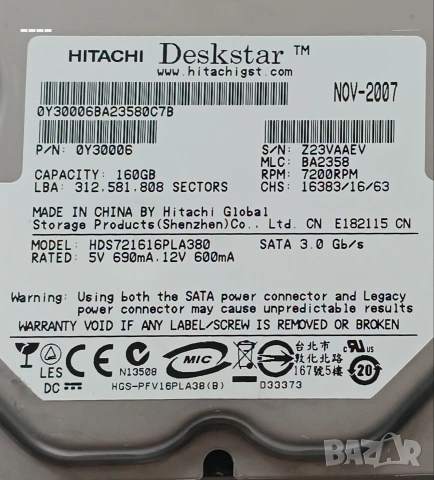 HITACHI Deskstar ™
www.hitachigst.com
NOV-2007
0Y30006BA23580C7B
P/N: 0Y30006
S/N: Z23VAAEV
MLC: BA2358
CAPACITY: 160GB
RPM: 7200RPM
LBA: 312.581.808 SECTORS
CHS: 16383/16/63
MADE IN CHINA BY Hitachi Global
Storage Products(Shenzhen)Co., Ltd. CN E182115 CN
MODEL: HDS721616PLA380 SATA 3.0 Gb/s
RATED: 5V 690mA.12V 600mA
Warning: Using both the SATA power connector and Legacy
power connector may cause unpredictable results
WARRANTY VOID IF ANY LABEL/SCREW IS REMOVED OR BROKEN
LES CE N13508 MIC
台北市
敦化北路
167號5樓
20
DC
HGS-PFV16PLA38(B) D33373
BAZAR